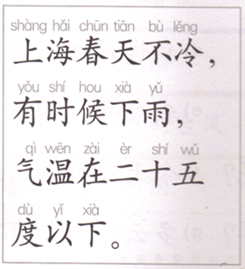 shàng hǎi chūn tiān bù lěng
上海春天不冷，
yǒu shí hou xià yǔ
有时候下雨，
qì wēn zài èr shí wǔ
气温在二十五
dù yǐ xià
度以下。